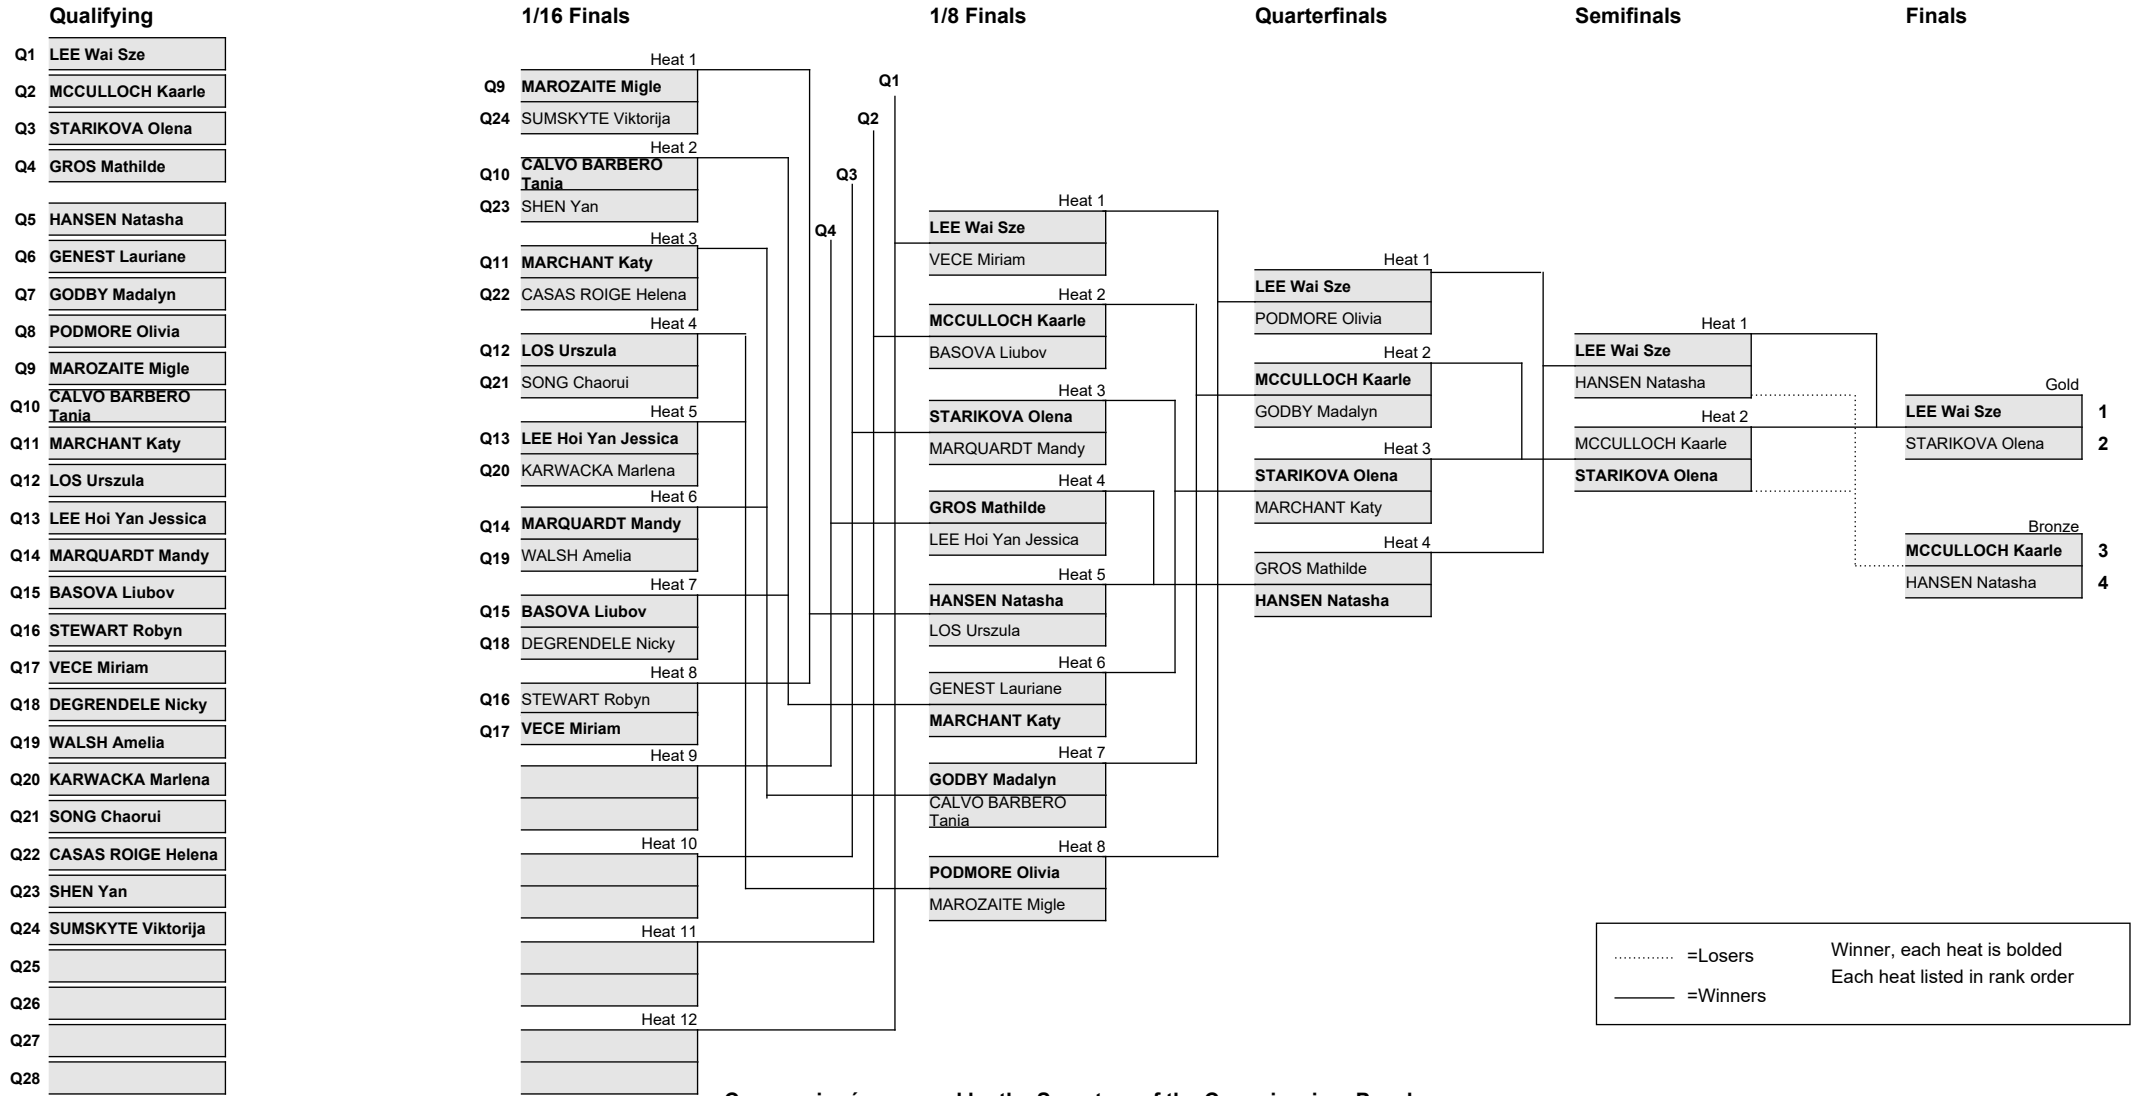 Qualifying
1/16 Finals
1/8 Finals
Quarterfinals
Semifinals
Finals
Q1 LEE Wai Sze
Q2 MCCULLOCH Kaarle
Q3 STARIKOVA Olena
Q4 GROS Mathilde
Q5 HANSEN Natasha
Q6 GENEST Lauriane
Q7 GODBY Madalyn
Q8 PODMORE Olivia
Q9 MAROZAITE Migle
Q10 CALVO BARBERO
Tania
Q11 MARCHANT Katy
Q12 LOS Urszula
Q13 LEE Hoi Yan Jessica
Q14 MARQUARDT Mandy
Q15 BASOVA Liubov
Q16 STEWART Robyn
Q17 VECE Miriam
Q18 DEGRENDELE Nicky
Q19 WALSH Amelia
Q20 KARWACKA Marlena
Q21 SONG Chaorui
Q22 CASAS ROIGE Helena
Q23 SHEN Yan
Q24 SUMSKYTE Viktorija
Q25
Q26
Q27
Q28
Heat 1
Q9 MAROZAITE Migle
Q24 SUMSKYTE Viktorija
Heat 2
Q10 CALVO BARBERO
Tania
Q23 SHEN Yan
Heat 3
Q11 MARCHANT Katy
Q22 CASAS ROIGE Helena
Heat 4
Q12 LOS Urszula
Q21 SONG Chaorui
Heat 5
Q13 LEE Hoi Yan Jessica
Q20 KARWACKA Marlena
Heat 6
Q14 MARQUARDT Mandy
Q19 WALSH Amelia
Heat 7
Q15 BASOVA Liubov
Q18 DEGRENDELE Nicky
Heat 8
Q16 STEWART Robyn
Q17 VECE Miriam
Heat 9
Heat 10
Heat 11
Heat 12
Q1
Q2
Q3
Q4
Heat 1
LEE Wai Sze
VECE Miriam
Heat 2
MCCULLOCH Kaarle
BASOVA Liubov
Heat 3
STARIKOVA Olena
MARQUARDT Mandy
Heat 4
GROS Mathilde
LEE Hoi Yan Jessica
Heat 5
HANSEN Natasha
LOS Urszula
Heat 6
GENEST Lauriane
MARCHANT Katy
Heat 7
GODBY Madalyn
CALVO BARBERO
Tania
Heat 8
PODMORE Olivia
MAROZAITE Migle
Heat 1
LEE Wai Sze
PODMORE Olivia
Heat 2
MCCULLOCH Kaarle
GODBY Madalyn
Heat 3
STARIKOVA Olena
MARCHANT Katy
Heat 4
GROS Mathilde
HANSEN Natasha
Heat 1
LEE Wai Sze
HANSEN Natasha
Heat 2
MCCULLOCH Kaarle
STARIKOVA Olena
Gold
LEE Wai Sze 1
STARIKOVA Olena 2
Bronze
MCCULLOCH Kaarle 3
HANSEN Natasha 4
=Losers
=Winners
Winner, each heat is bolded
Each heat listed in rank order